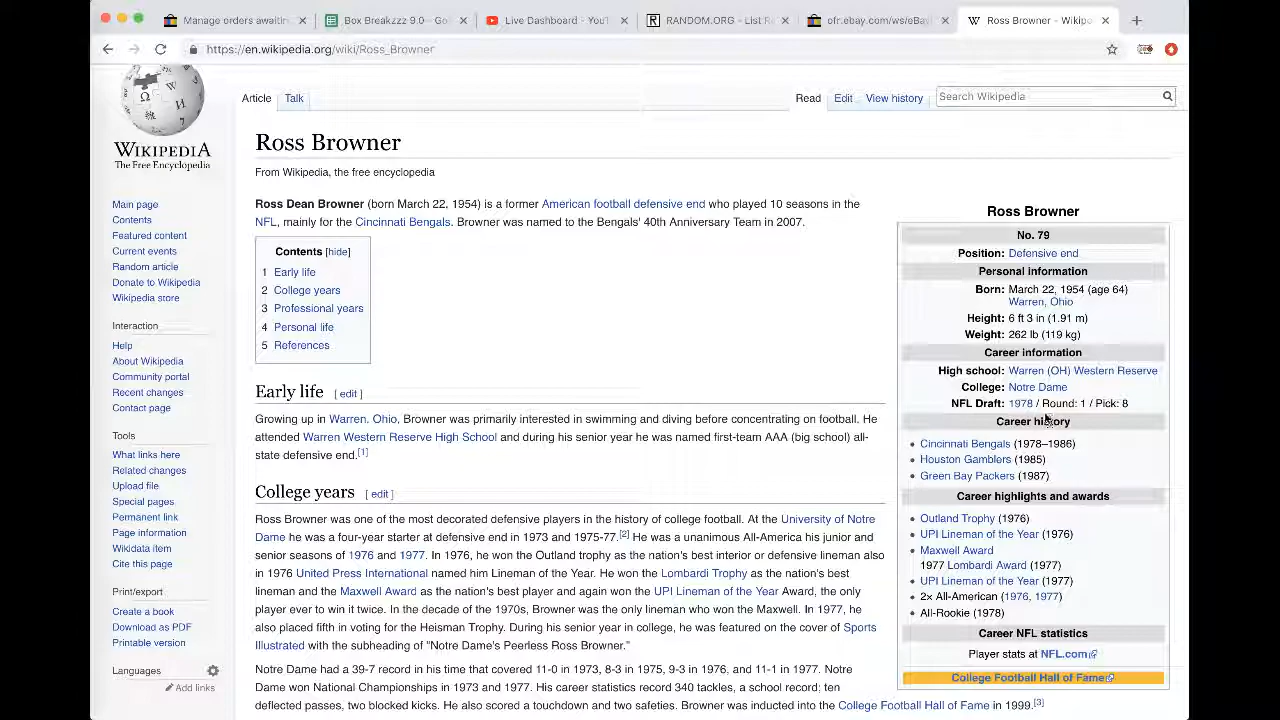 Manage orders awaitin
Box Breakzzz 9.0 - Go
Live Dashboard - YouT
RANDOM.ORG - List R
ofr.ebay.com/ws/eBa
Ross Browner - Wikipe
https://en.wikipedia.org/wiki/Ross_Browner
WIKIPEDIA
The Free Encyclopedia
Main page
Contents
Featured content
Current events
Random article
Donate to Wikipedia
Wikipedia store
Interaction
Help
About Wikipedia
Community portal
Recent changes
Contact page
Tools
What links here
Related changes
Upload file
Special pages
Permanent link
Page information
Wikidata item
Cite this page
Print/export
Create a book
Download as PDF
Printable version
Languages
Add links
Article Talk
Read Edit View history Search Wikipedia
Ross Browner
From Wikipedia, the free encyclopedia
Ross Dean Browner (born March 22, 1954) is a former American football defensive end who played 10 seasons in the
NFL, mainly for the Cincinnati Bengals. Browner was named to the Bengals' 40th Anniversary Team in 2007.
Contents [hide]
1 Early life
2 College years
3 Professional years
4 Personal life
5 References
Early life [ edit ]
Growing up in Warren, Ohio, Browner was primarily interested in swimming and diving before concentrating on football. He
attended Warren Western Reserve High School and during his senior year he was named first-team AAA (big school) all-
state defensive end.[1]
College years [ edit ]
Ross Browner was one of the most decorated defensive players in the history of college football. At the University of Notre
Dame he was a four-year starter at defensive end in 1973 and 1975-77.[2] He was a unanimous All-America his junior and
senior seasons of 1976 and 1977. In 1976, he won the Outland trophy as the nation's best interior or defensive lineman also
in 1976 United Press International named him Lineman of the Year. He won the Lombardi Trophy as the nation's best
lineman and the Maxwell Award as the nation's best player and again won the UPI Lineman of the Year Award, the only
player ever to win it twice. In the decade of the 1970s, Browner was the only lineman who won the Maxwell. In 1977, he
also placed fifth in voting for the Heisman Trophy. During his senior year in college, he was featured on the cover of Sports
Illustrated with the subheading of "Notre Dame's Peerless Ross Browner."
Notre Dame had a 39-7 record in his time that covered 11-0 in 1973, 8-3 in 1975, 9-3 in 1976, and 11-1 in 1977. Notre
Dame won National Championships in 1973 and 1977. His career statistics record 340 tackles, a school record; ten
deflected passes, two blocked kicks. He also scored a touchdown and two safeties. Browner was inducted into the College Football Hall of Fame in 1999.[3]
Ross Browner
No. 79
Position: Defensive end
Personal information
Born: March 22, 1954 (age 64)
Warren, Ohio
Height: 6 ft 3 in (1.91 m)
Weight: 262 lb (119 kg)
Career information
High school: Warren (OH) Western Reserve
College: Notre Dame
NFL Draft: 1978 / Round: 1 / Pick: 8
Career history
Cincinnati Bengals (1978–1986)
Houston Gamblers (1985)
Green Bay Packers (1987)
Career highlights and awards
Outland Trophy (1976)
UPI Lineman of the Year (1976)
Maxwell Award
1977 Lombardi Award (1977)
UPI Lineman of the Year (1977)
2× All-American (1976, 1977)
All-Rookie (1978)
Career NFL statistics
Player stats at NFL.com
College Football Hall of Fame